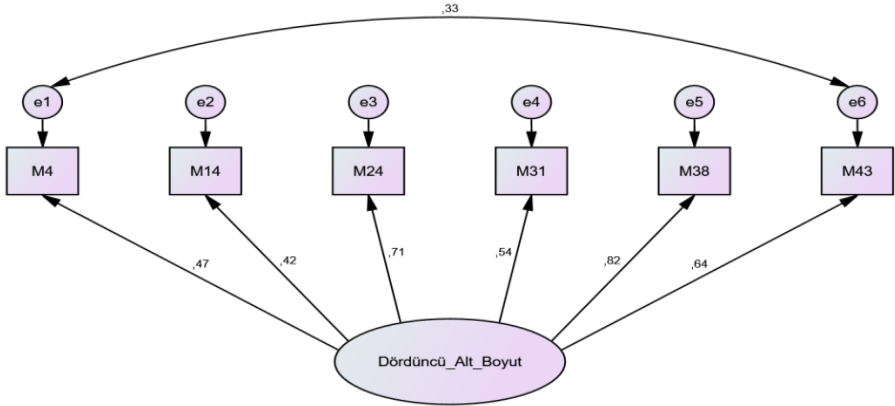 ,33
e1 e2 e3 e4 e5 e6
M4 M14 M24 M31 M38 M43
,47 ,42 ,71 ,54 ,82 ,64
Dördüncü_Alt_Boyut